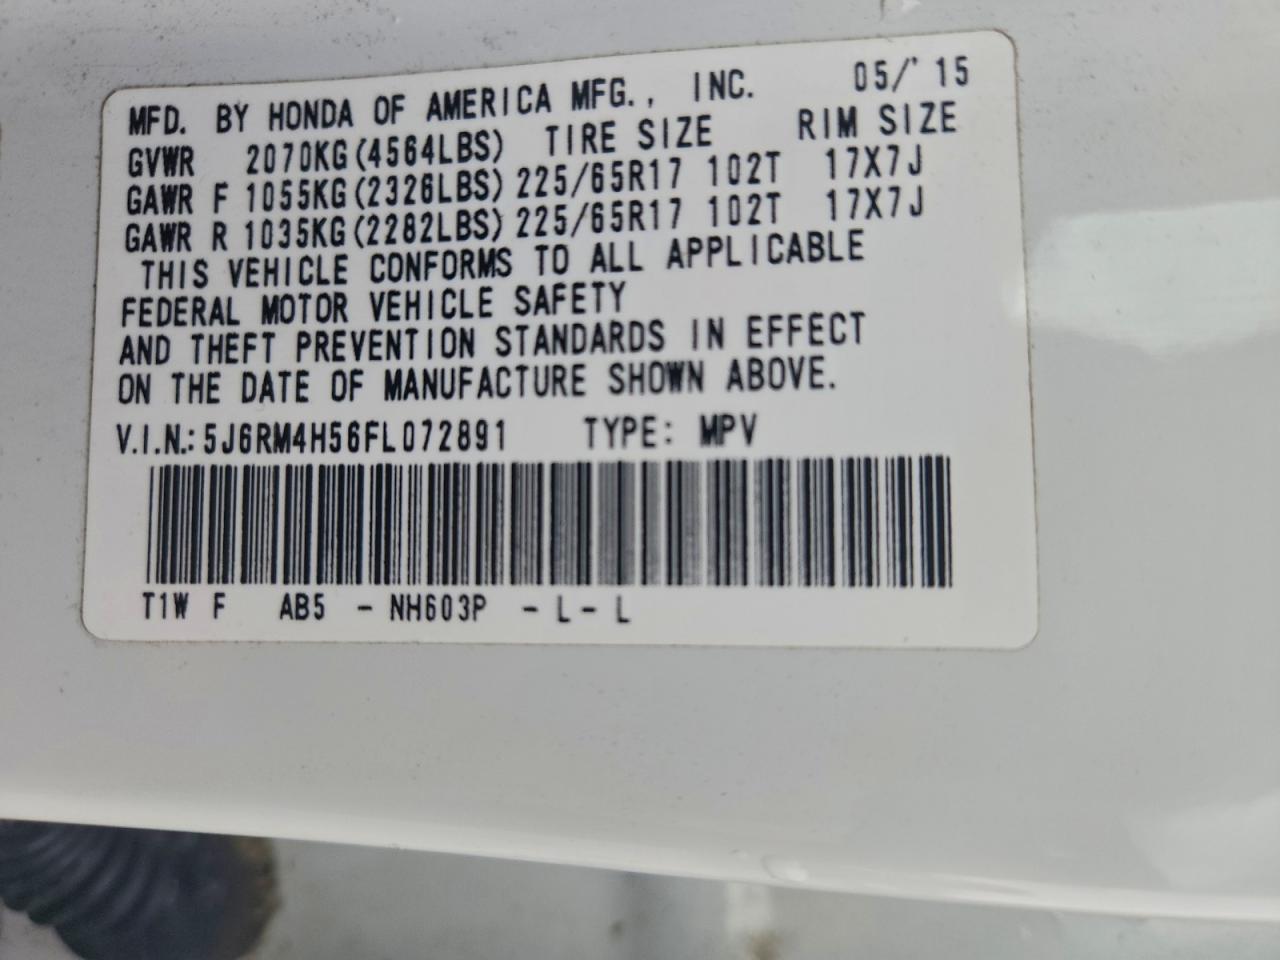 MFD. BY HONDA OF AMERICA MFG., INC. 05/'15
GVWR 2070KG(4564LBS) TIRE SIZE RIM SIZE
GAWR F 1055KG(2326LBS) 225/65R17 102T 17X7J
GAWR R 1035KG(2282LBS) 225/65R17 102T 17X7J
THIS VEHICLE CONFORMS TO ALL APPLICABLE
FEDERAL MOTOR VEHICLE SAFETY
AND THEFT PREVENTION STANDARDS IN EFFECT
ON THE DATE OF MANUFACTURE SHOWN ABOVE.
V.I.N.: 5J6RM4H56FL072891 TYPE: MPV
T1W F AB5 - NH603P - L - L